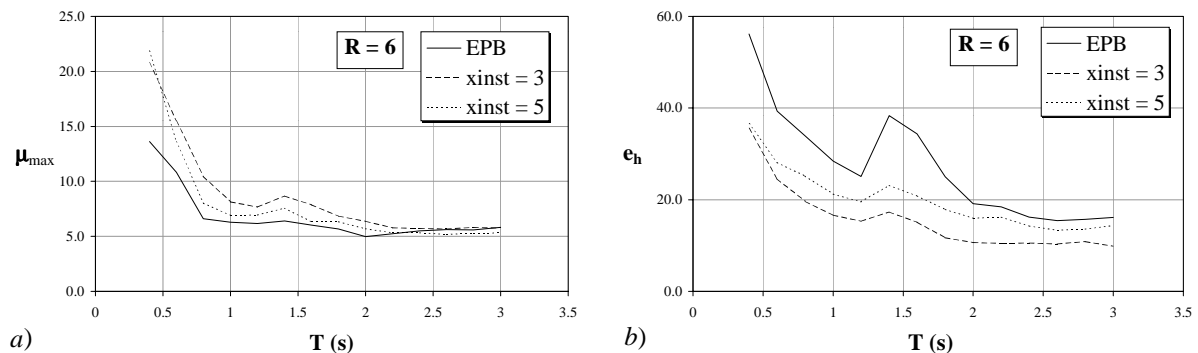 25.0
20.0
15.0
10.0
5.0
0.0
μmax
R = 6
EPB
xinst = 3
xinst = 5
0 0.5 1 1.5 2 2.5 3 3.5
a) T (s)
60.0
40.0
20.0
0.0
eh
R = 6
EPB
xinst = 3
xinst = 5
0 0.5 1 1.5 2 2.5 3 3.5
b) T (s)